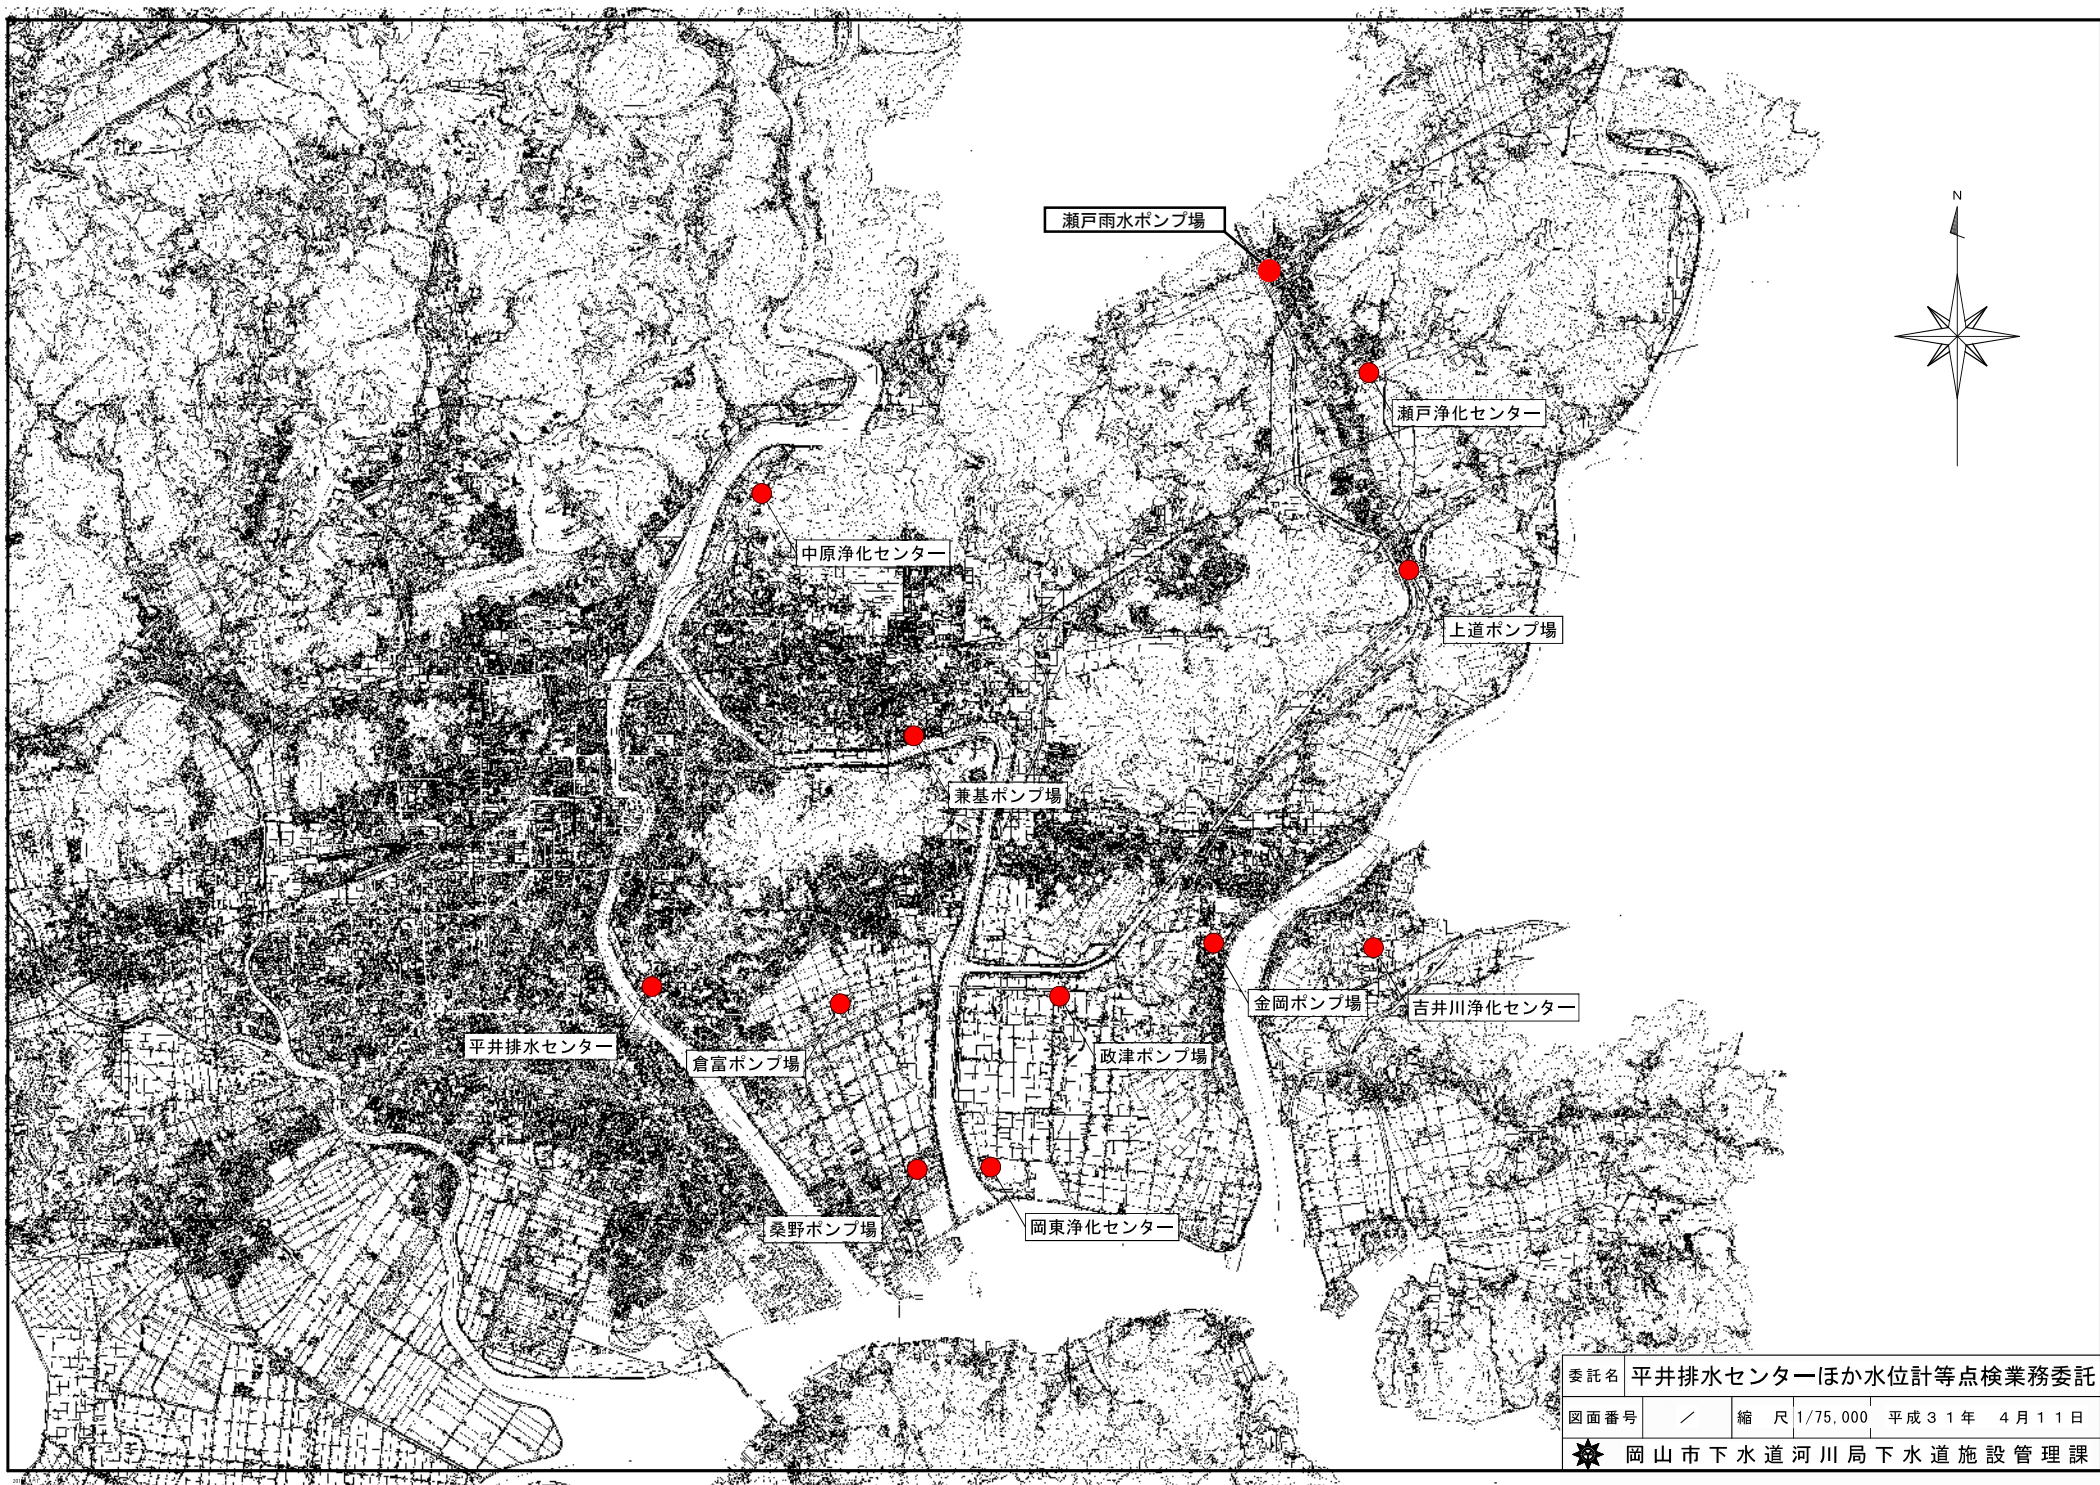 N
瀬戸雨水ポンプ場
瀬戸浄化センター
中原浄化センター
上道ポンプ場
兼基ポンプ場
金岡ポンプ場
吉井川浄化センター
平井排水センター
倉富ポンプ場
政津ポンプ場
桑野ポンプ場
岡東浄化センター
委託名 平井排水センターほか水位計等点検業務委託
図面番号 / 縮 尺 1/75,000 平成31年 4月11日
岡山市下水道河川局下水道施設管理課